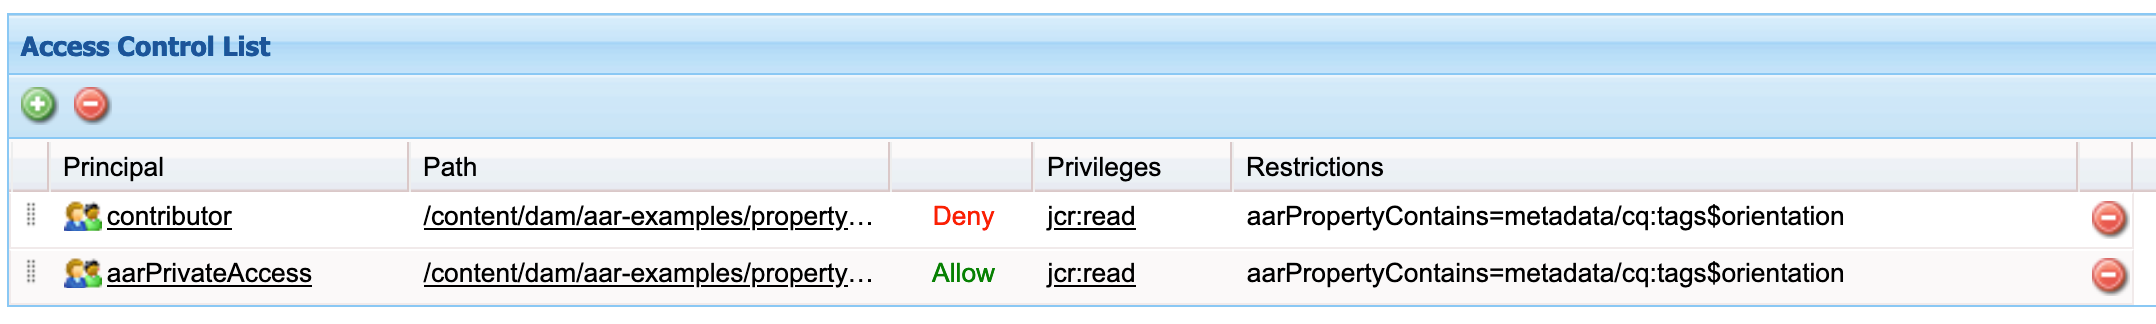 Access Control List
Principal Path Privileges Restrictions
contributor /content/dam/aar-examples/property... Deny jcr:read aarPropertyContains=metadata/cq:tags$orientation
aarPrivateAccess /content/dam/aar-examples/property... Allow jcr:read aarPropertyContains=metadata/cq:tags$orientation